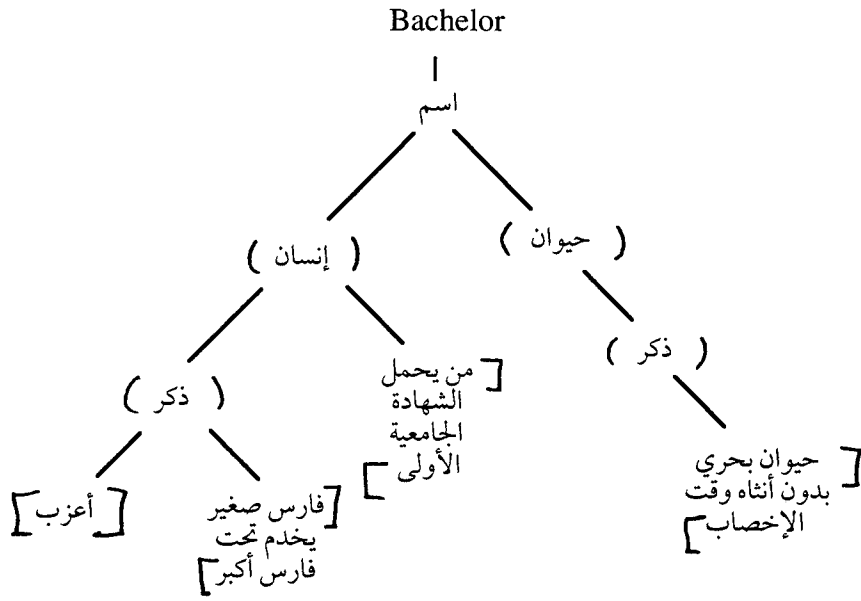 Bachelor
اسم
( حيوان )
( إنسان )
( ذكر )
( ذكر )
[من يحمل
الشهادة
الجامعية
الأولى]
[حيوان بحري
بدون أنثاه وقت
الإخصاب]
[فارس صغير
يخدم تحت
فارس أكبر]
[أعزب]